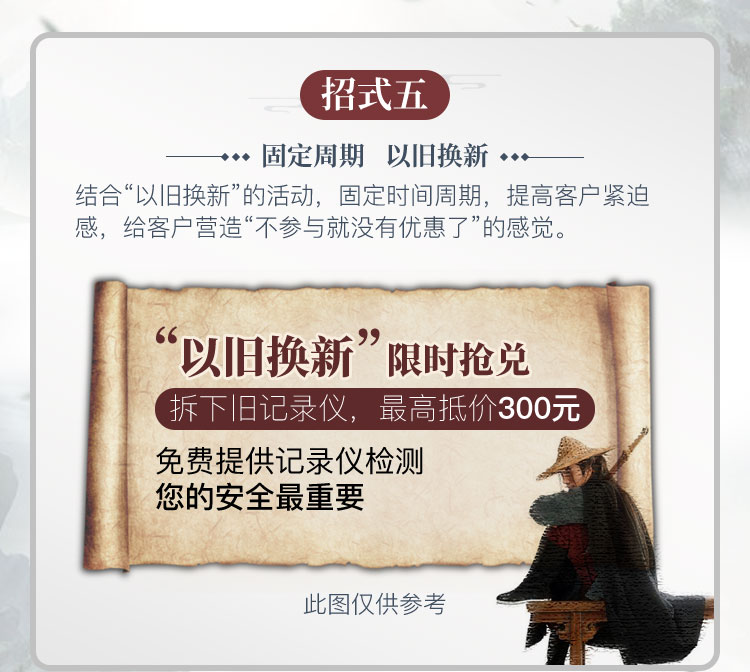 招式五
固定周期 以旧换新
结合“以旧换新”的活动，固定时间周期，提高客户紧迫
感，给客户营造“不参与就没有优惠了”的感觉。
“以旧换新”限时抢兑
拆下旧记录仪，最高抵价300元
免费提供记录仪检测
您的安全最重要
此图仅供参考